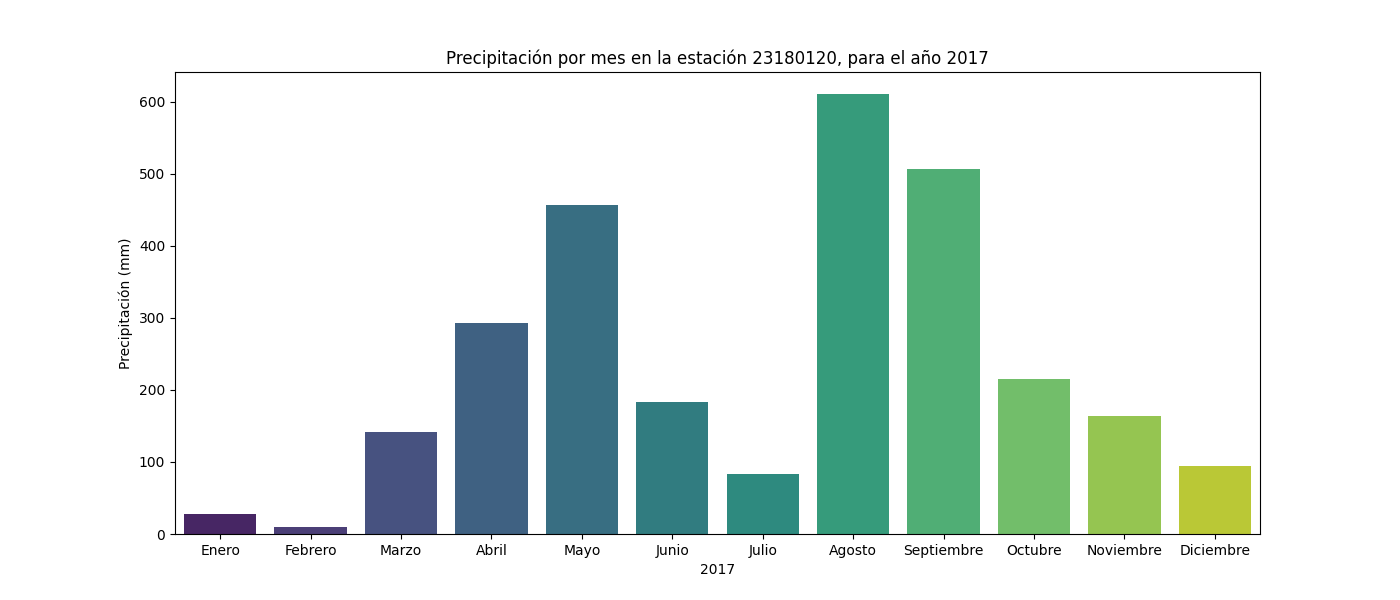 Precipitación por mes en la estación 23180120, para el año 2017
Precipitación (mm)
600
500
400
300
200
100
0
Enero Febrero Marzo Abril Mayo Junio Julio Agosto Septiembre Octubre Noviembre Diciembre
2017